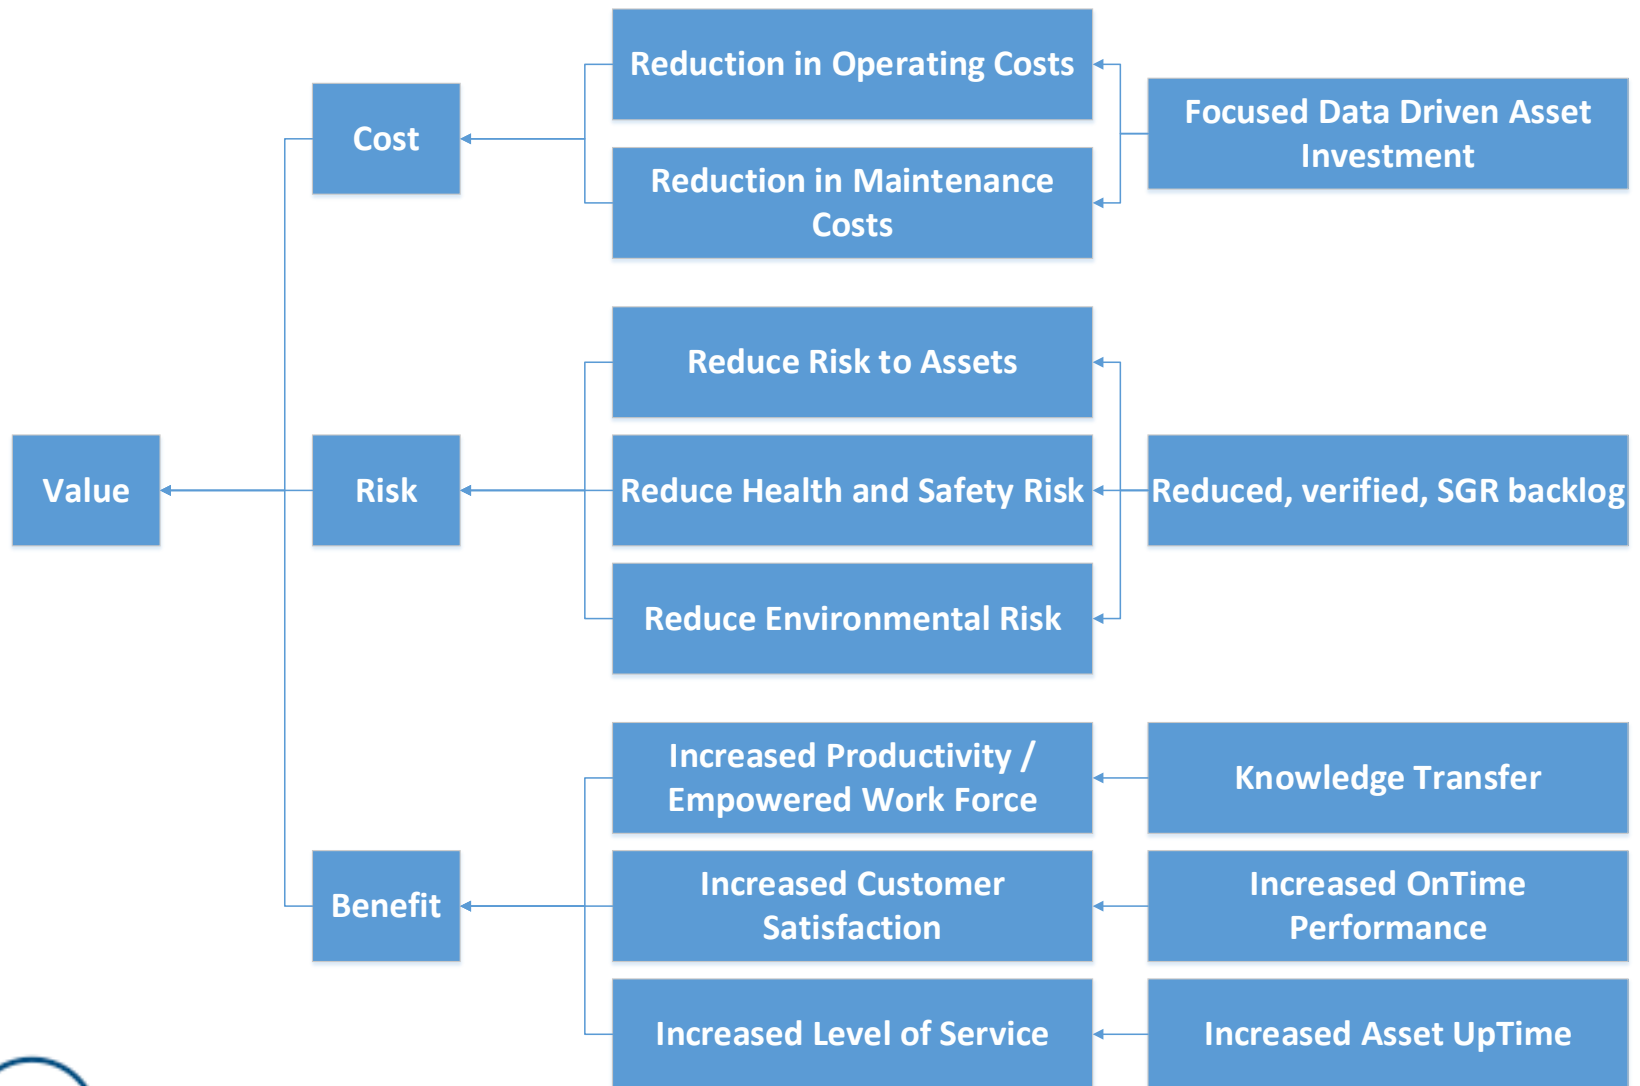 Reduction in Operating Costs
Focused Data Driven Asset
Investment
Cost
Reduction in Maintenance
Costs
Reduce Risk to Assets
Value
Risk
Reduce Health and Safety Risk
Reduced, verified, SGR backlog
Reduce Environmental Risk
Increased Productivity /
Empowered Work Force
Knowledge Transfer
Benefit
Increased Customer
Satisfaction
Increased OnTime
Performance
Increased Level of Service
Increased Asset UpTime